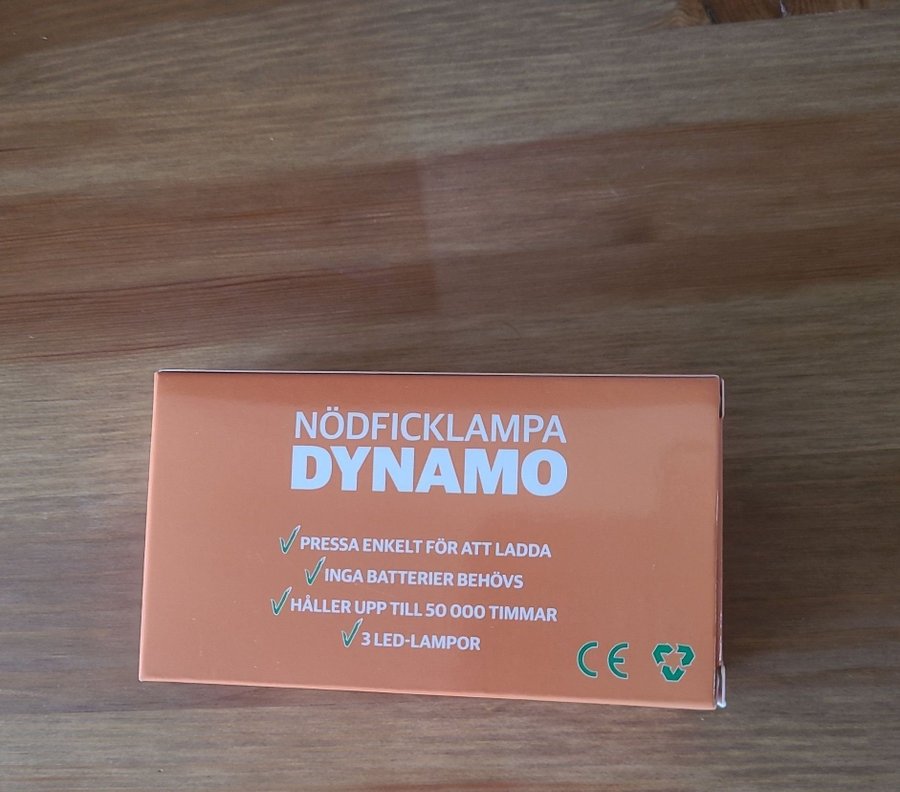 NÖDFICKLAMPA
DYNAMO
PRESSA ENKELT FÖR ATT LADDA
INGA BATTERIER BEHÖVS
HÅLLER UPP TILL 50 000 TIMMAR
3 LED-LAMPOR
CE